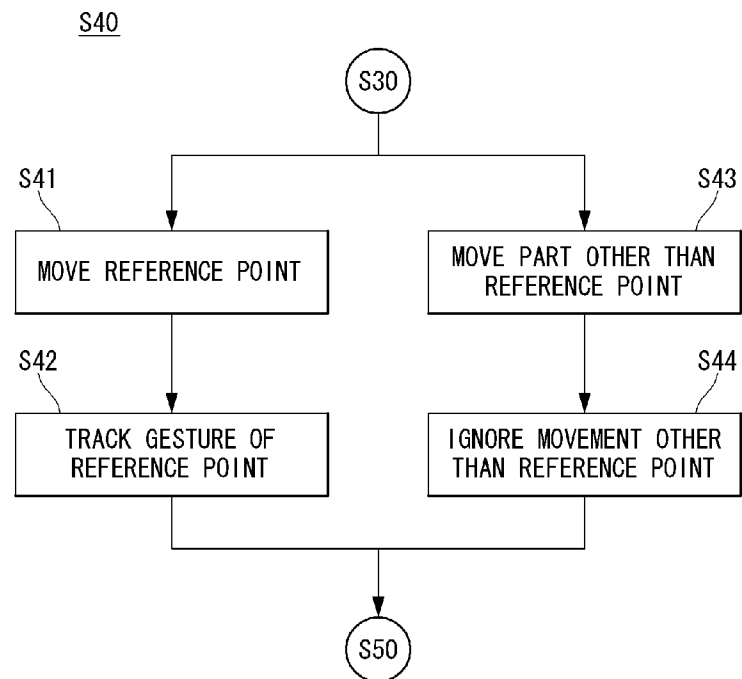 S40
S30
S41
MOVE REFERENCE POINT
S43
MOVE PART OTHER THAN
REFERENCE POINT
S42
TRACK GESTURE OF
REFERENCE POINT
S44
IGNORE MOVEMENT OTHER
THAN REFERENCE POINT
S50